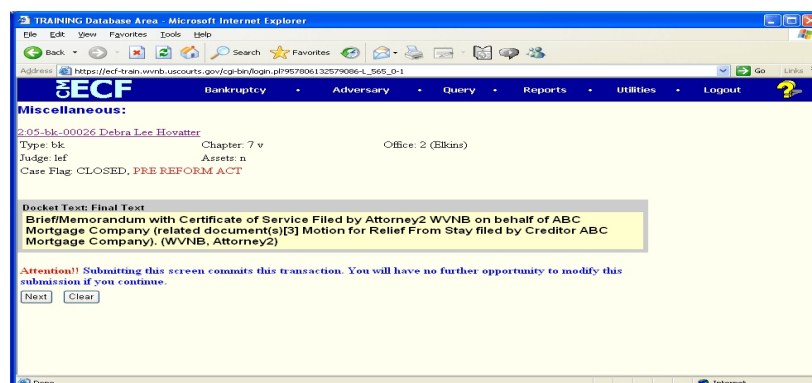 TRAINING Database Area - Microsoft Internet Explorer
File Edit View Favorites Tools Help
Back Search Favorites
Address https://ecf-train.wvnb.uscourts.gov/cgi-bin/login.pl?957806132579086-L_565_0-1 Go Links
CM ECF Bankruptcy • Adversary • Query • Reports • Utilities • Logout ?
Miscellaneous:
2:05-bk-00026 Debra Lee Hovatter
Type: bk Chapter: 7 v Office: 2 (Elkins)
Judge: lef Assets: n
Case Flag: CLOSED, PRE REFORM ACT
Docket Text: Final Text
Brief/Memorandum with Certificate of Service Filed by Attorney2 WVNB on behalf of ABC
Mortgage Company (related document(s)[3] Motion for Relief From Stay filed by Creditor ABC
Mortgage Company). (WVNB, Attorney2)
Attention!! Submitting this screen commits this transaction. You will have no further opportunity to modify this
submission if you continue.
Next Clear
Done Internet